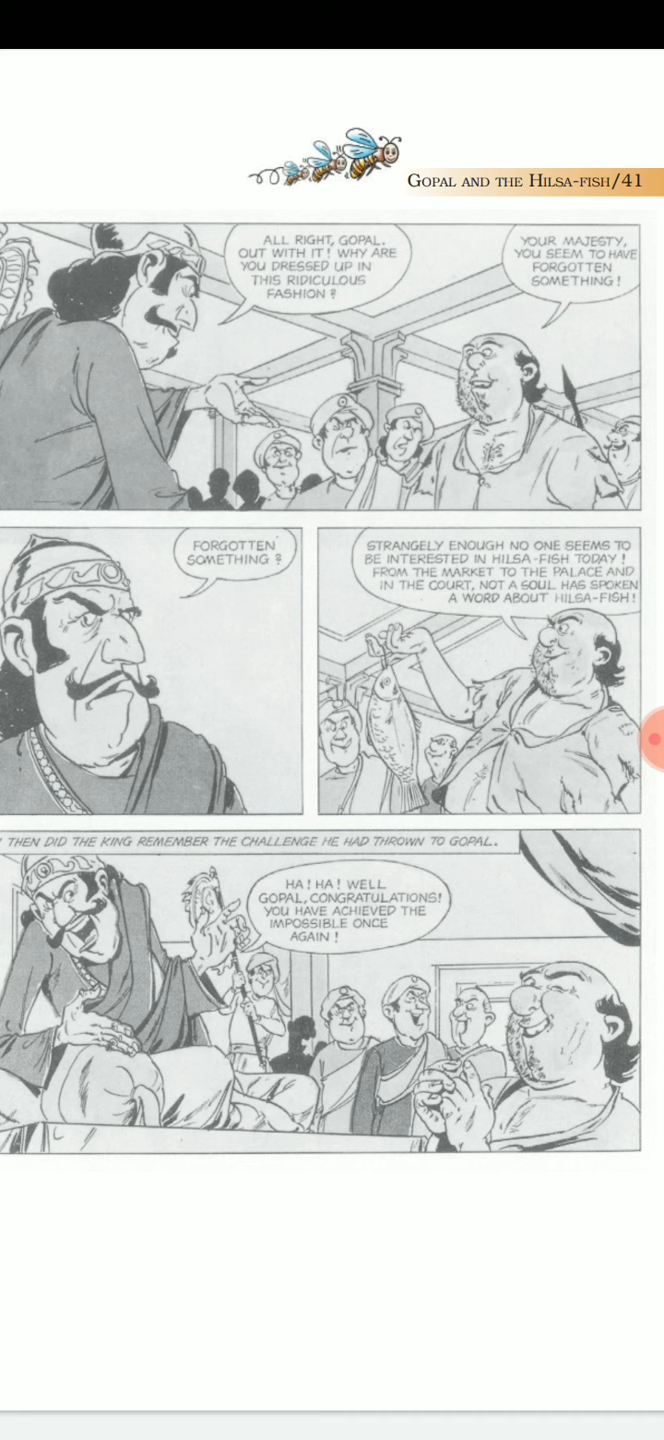 GOPAL AND THE HILSA-FISH/41
ALL RIGHT, GOPAL.
OUT WITH IT! WHY ARE
YOU DRESSED UP IN
THIS RIDICULOUS
FASHION?
YOUR MAJESTY,
YOU SEEM TO HAVE
FORGOTTEN
SOMETHING!
FORGOTTEN
SOMETHING?
STRANGELY ENOUGH NO ONE SEEMS TO
BE INTERESTED IN HILSA-FISH TODAY!
FROM THE MARKET TO THE PALACE AND
IN THE COURT, NOT A SOUL HAS SPOKEN
A WORD ABOUT HILSA-FISH!
THEN DID THE KING REMEMBER THE CHALLENGE HE HAD THROWN TO GOPAL.
HA! HA! WELL
GOPAL, CONGRATULATIONS!
YOU HAVE ACHIEVED THE
IMPOSSIBLE ONCE
AGAIN!